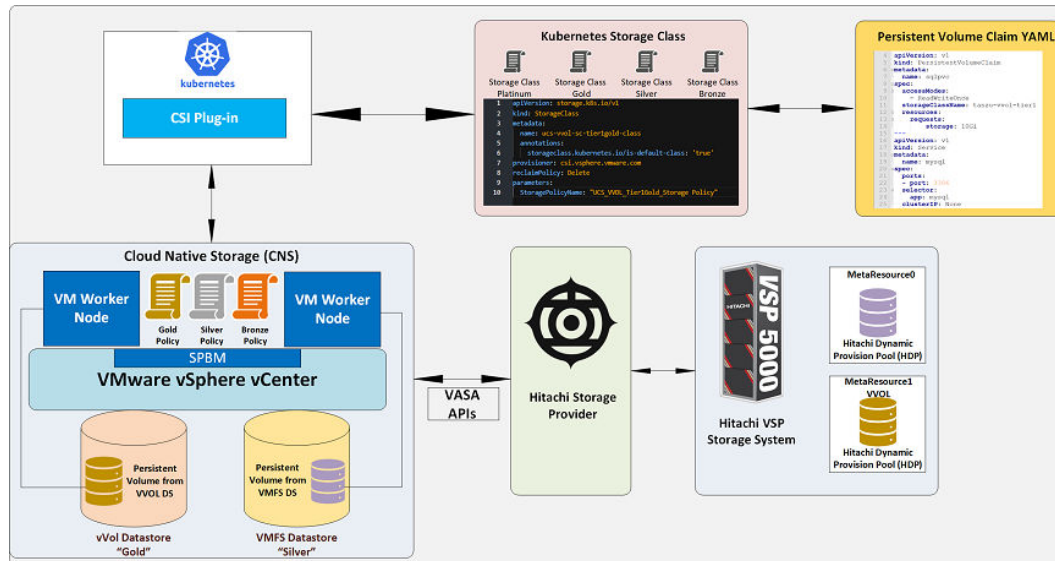 kubernetes
CSI Plug-in
Kubernetes Storage Class
Storage Class
Platinum
Storage Class
Gold
Storage Class
Silver
Storage Class
Bronze
1 apiVersion: storage.k8s.io/v1
2 kind: StorageClass
3 metadata:
4 name: ucs-vvol-sc-tier1gold-class
5 annotations:
6 storageclass.kubernetes.io/is-default-class: 'true'
7 provisioner: csi.vsphere.vmware.com
8 reclaimPolicy: Delete
9 parameters:
10 StoragePolicyName: "UCS_VVOL_Tier1Gold_Storage Policy"
Persistent Volume Claim YAML
apiVersion: v1
kind: PersistentVolumeClaim
metadata:
name:
spec:
accessModes:
- ReadWriteOnce
storageClassName:
resources:
requests:
storage: 10Gi
---
apiVersion: v1
kind: Service
metadata:
name: mysql
spec:
ports:
- port: 3306
selector:
app: mysql
clusterIP: None
Cloud Native Storage (CNS)
VM Worker
Node
Gold
Policy
Silver
Policy
Bronze
Policy
VM Worker
Node
SPBM
VMware vSphere vCenter
Persistent
Volume from
VVOL DS
Persistent
Volume from
VMFS DS
vVol Datastore
“Gold”
VMFS Datastore
“Silver”
VASA
APIs
Hitachi Storage
Provider
HITACHI
VSP 5000
Hitachi VSP
Storage System
MetaResource0
Hitachi Dynamic
Provision Pool (HDP)
MetaResource1
VVOL
Hitachi Dynamic
Provision Pool (HDP)